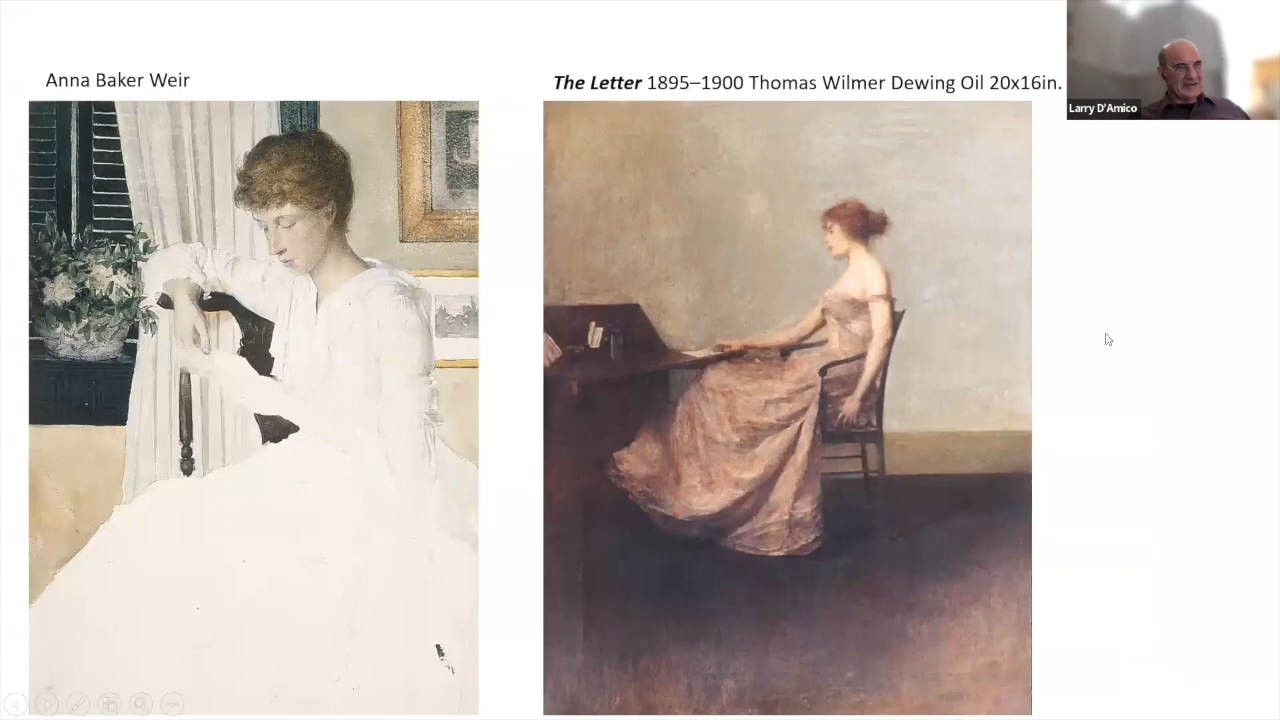 Anna Baker Weir
The Letter 1895–1900 Thomas Wilmer Dewing Oil 20x16in.
Larry D'Amico